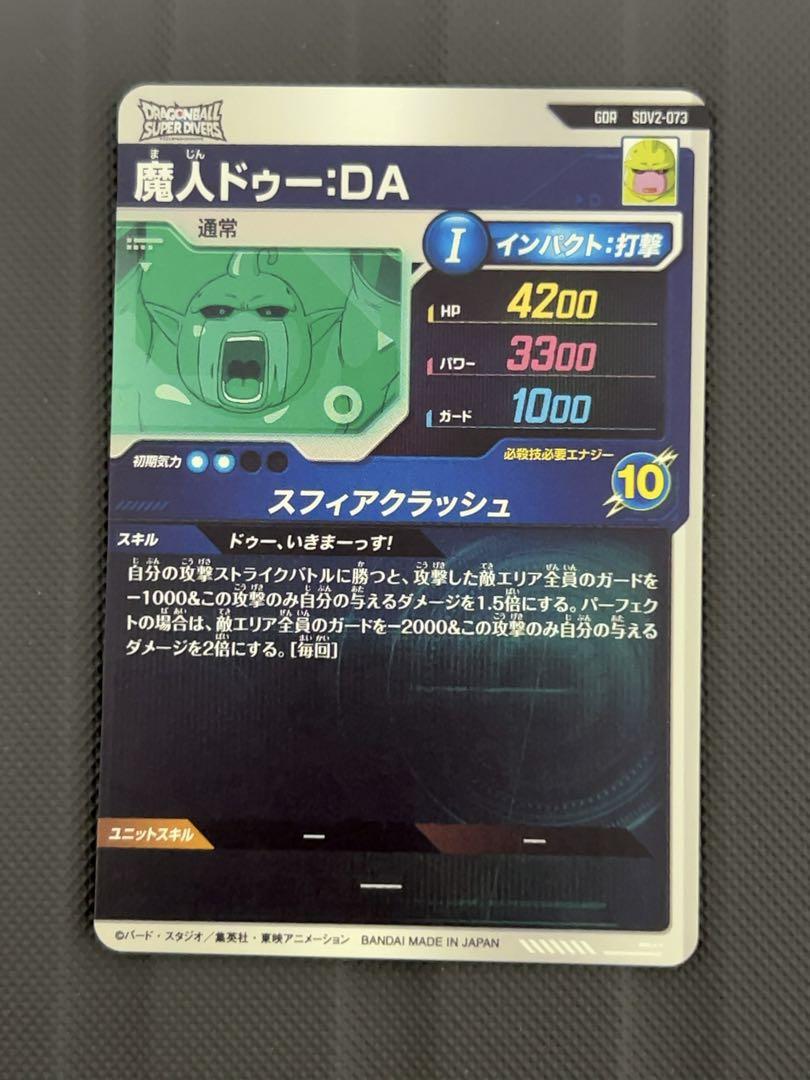 DRAGONBALL
SUPER DIVERS
GDR SDV2-073
ま じん
魔人ドゥー:DA
通常
I インパクト:打撃
HP 4200
パワー 3300
ガード 1000
初期気力
必殺技必要エナジー
10
スフィアクラッシュ
スキル ドゥー、いきまーっす!
自分の攻撃ストライクバトルに勝つと、攻撃した敵エリア全員のガードを
-1000&この攻撃のみ自分の与えるダメージを1.5倍にする。パーフェク
トの場合は、敵エリア全員のガードを-2000&この攻撃のみ自分の与える
ダメージを2倍にする。[毎回]
ユニットスキル ― ―
―
©バード・スタジオ/集英社・東映アニメーション BANDAI MADE IN JAPAN